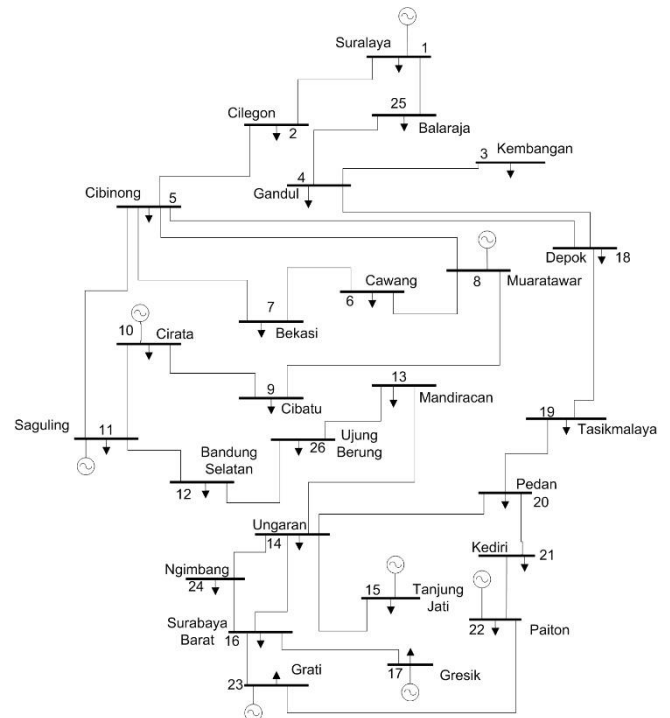 Suralaya 1
Cilegon
2
25
Balaraja
3 Kembangan
4
Gandul
Cibinong 5
Depok 18
8 Muaratawar
Cawang
6
7
Bekasi
10 Cirata
9
Cibatu
13
Mandiracan
Saguling
11
Bandung
Selatan
12
Ujung
Berung
26
19
Tasikmalaya
Pedan
20
Ungaran
14
Kediri
21
Ngimbang
24
15 Tanjung
Jati
22 Paiton
Surabaya
Barat 16
17 Gresik
Grati
23